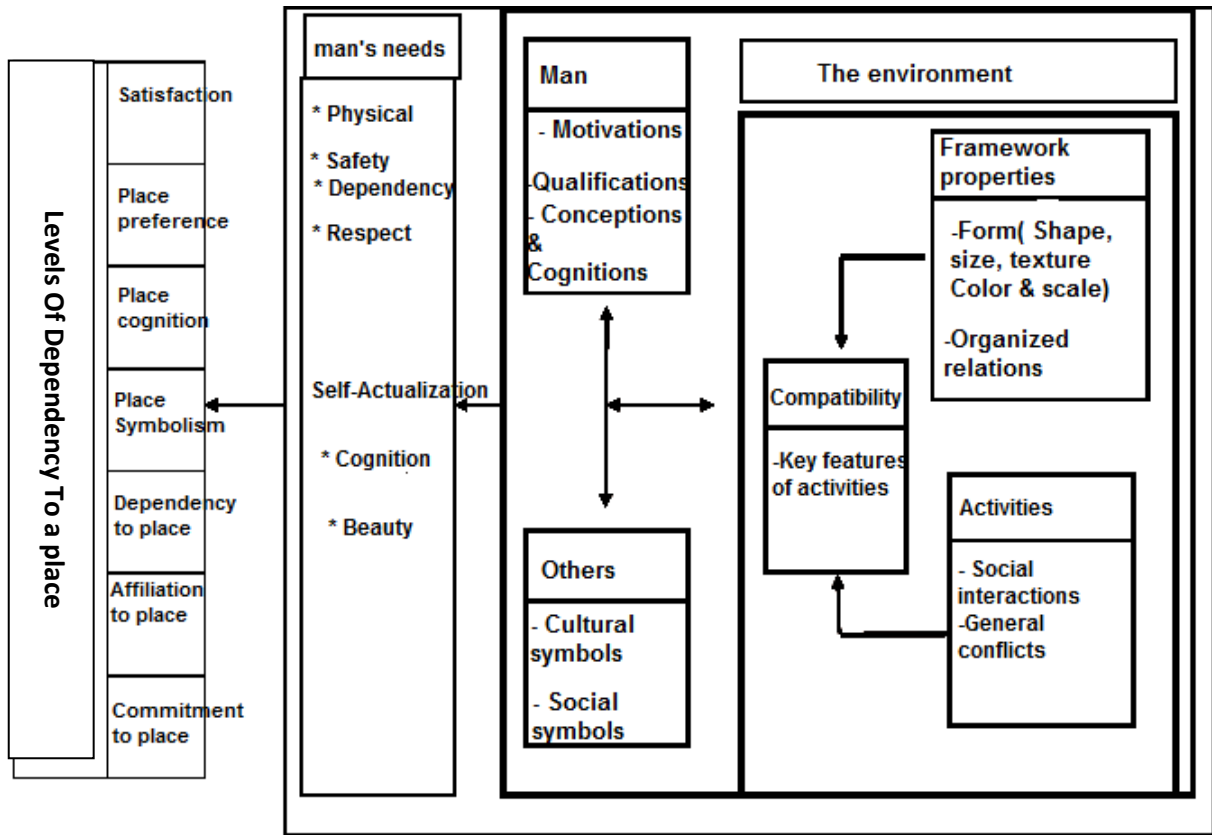 Levels Of Dependency To a place
Satisfaction
Place
preference
Place
cognition
Place
Symbolism
Dependency
to place
Affiliation
to place
Commitment
to place
man's needs
* Physical
* Safety
* Dependency
* Respect
Self-Actualization
* Cognition
* Beauty
Man
- Motivations
-Qualifications
- Conceptions
&
Cognitions
Others
- Cultural
symbols
- Social
symbols
The environment
Framework
properties
-Form( Shape,
size, texture
Color & scale)
-Organized
relations
Compatibility
-Key features
of activities
Activities
- Social
interactions
-General
conflicts